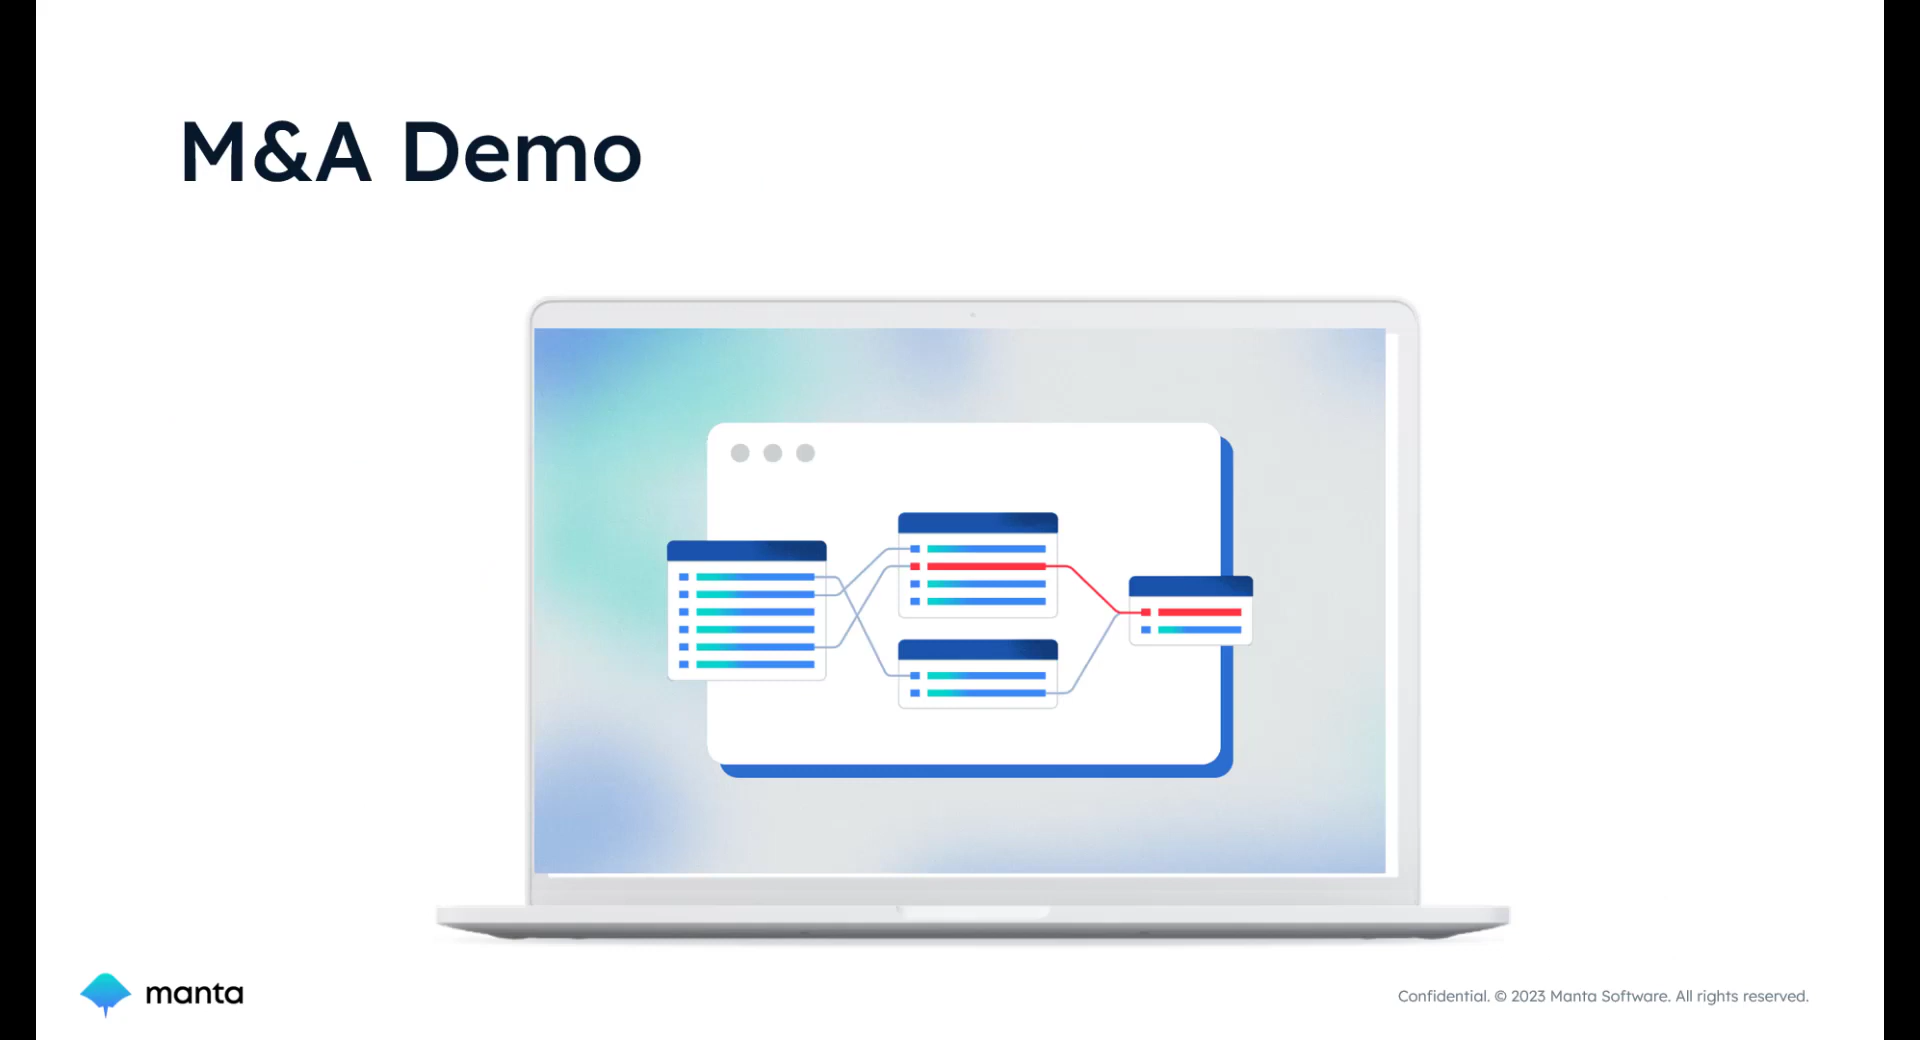 M&A Demo
manta
Confidential. © 2023 Manta Software. All rights reserved.